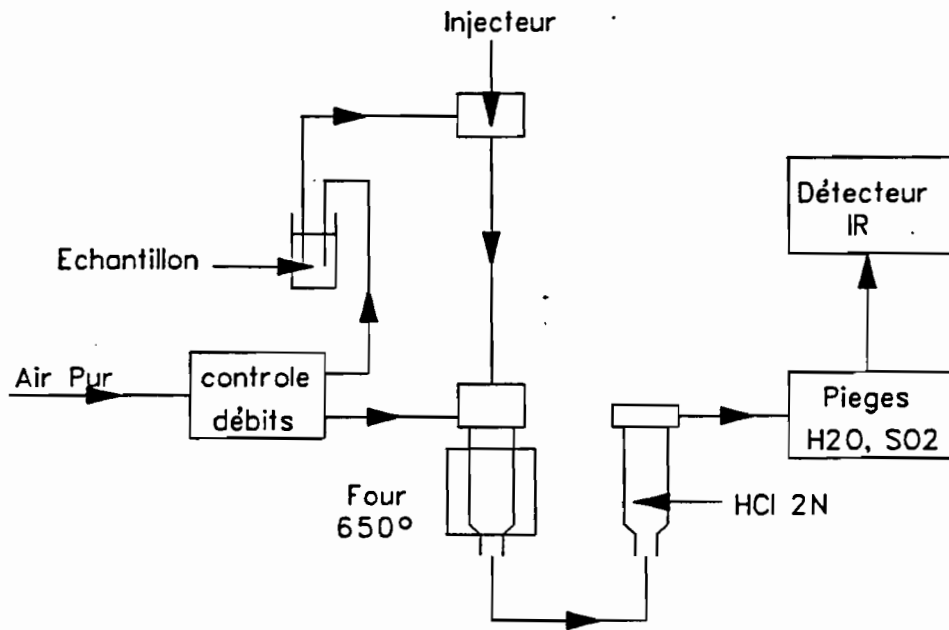 Injecteur
Détecteur
IR
Echantillon
Air Pur
controle
débits
Pieges
H2O, SO2
Four
650°
HCl 2N